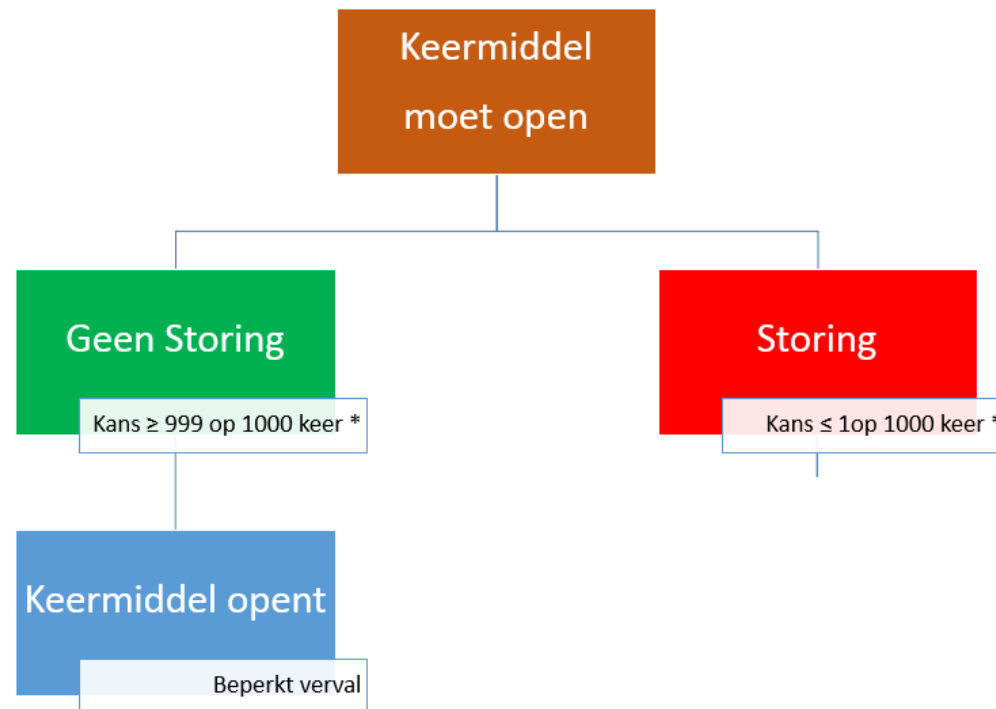 Keermiddel
moet open
Geen Storing
Kans ≥ 999 op 1000 keer *
Storing
Kans ≤ 1op 1000 keer *
Keermiddel opent
Beperkt verval